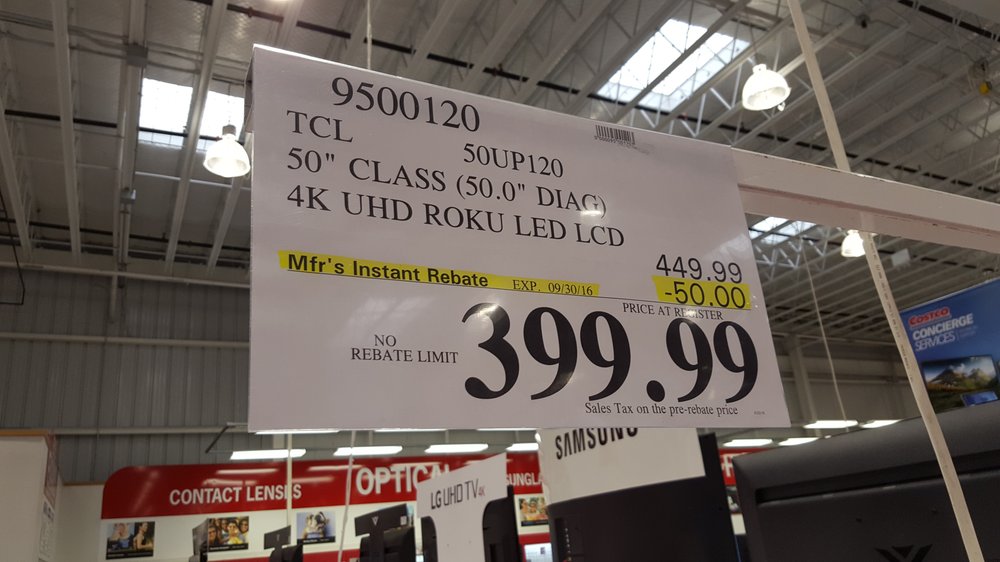 9500120
TCL 50UP120
50" CLASS (50.0" DIAG)
4K UHD ROKU LED LCD
449.99
Mfr's Instant Rebate EXP. 09/30/16 -50.00
PRICE AT REGISTER
NO
REBATE LIMIT
399.99
Sales Tax on the pre-rebate price
COSTCO
CONCIERGE
SERVICES
SAMSUNG
LG UHD TV 4K
CONTACT LENSES
OPTICAL